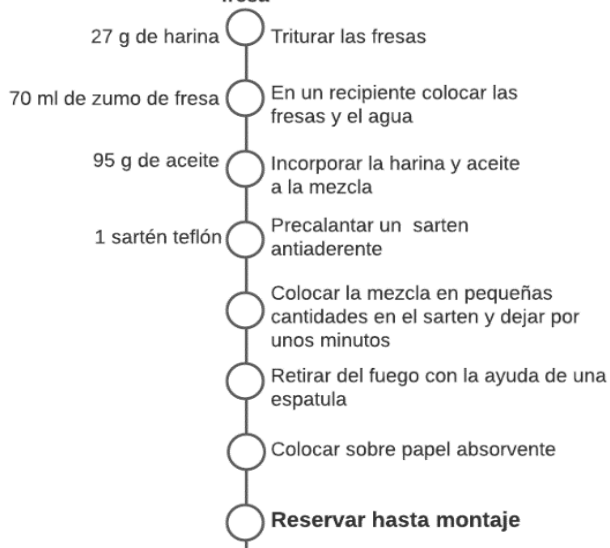 fresa
27 g de harina
Triturar las fresas
70 ml de zumo de fresa
En un recipiente colocar las
fresas y el agua
95 g de aceite
Incorporar la harina y aceite
a la mezcla
1 sartén teflón
Precalantar un sarten
antiaderente
Colocar la mezcla en pequeñas
cantidades en el sarten y dejar por
unos minutos
Retirar del fuego con la ayuda de una
espatula
Colocar sobre papel absorvente
Reservar hasta montaje